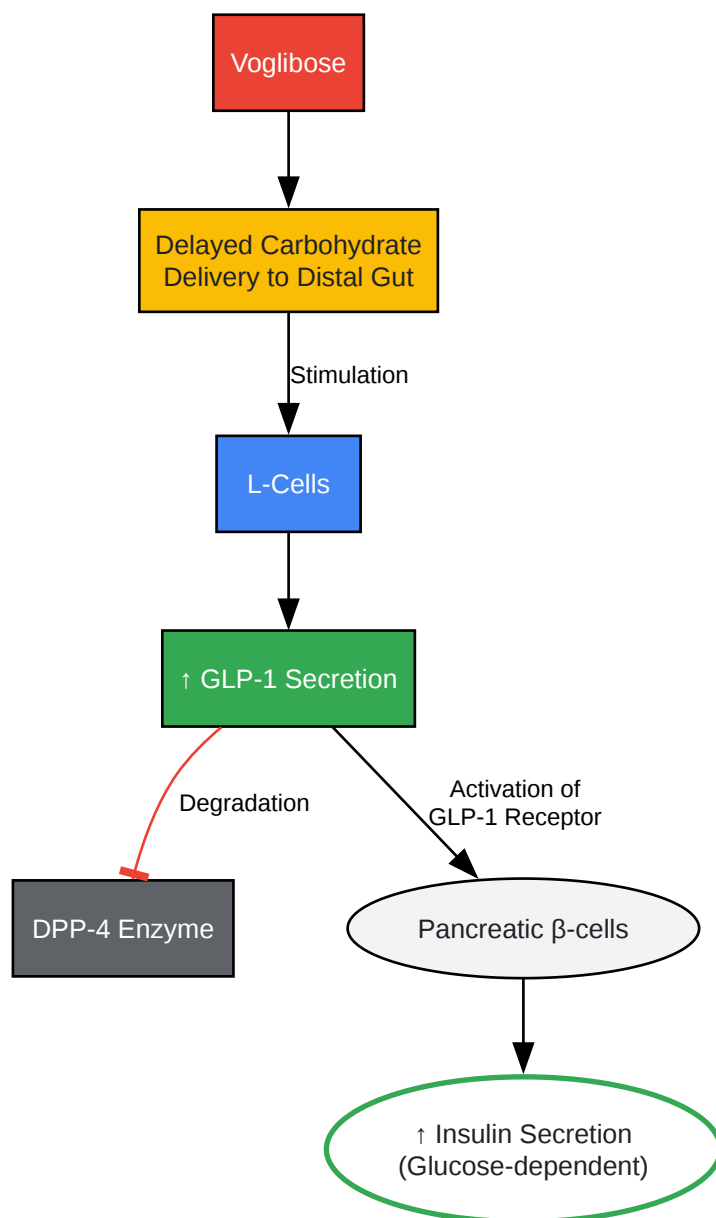 Voglibose
Delayed Carbohydrate
Delivery to Distal Gut
Stimulation
L-Cells
↑ GLP-1 Secretion
Degradation
Activation of
GLP-1 Receptor
DPP-4 Enzyme
Pancreatic β-cells
↑ Insulin Secretion
(Glucose-dependent)